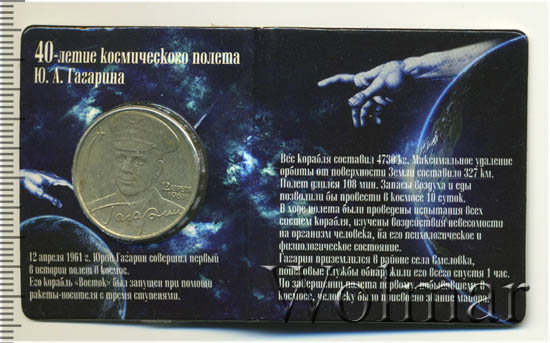 40-летие космического полета
Ю. А. Гагарина
12 апреля
1961
Гагарин
12 апреля 1961 г. Юрий Гагарин совершил первый
в истории полет в космос.
Его корабль «Восток» был запущен при помощи
ракеты-носителя с тремя ступенями.
Вес корабля составил 4730 кг. Максимальное удаление
орбиты от поверхности Земли составило 327 км.
Полет длился 108 мин. Запасы воздуха и еды
позволили бы провести в космосе 10 суток.
В ходе полета были проведены испытания всех
систем корабля, изучены воздействия невесомости
на организм человека, на его психологическое и
физиологическое состояние.
Гагарин приземлился в районе села Смеловка,
поисковые службы обнаружили его всего спустя 1 час.
По завершении полета первому, побывавшему в
космосе, человеку было присвоено звание майора.
Wolmar